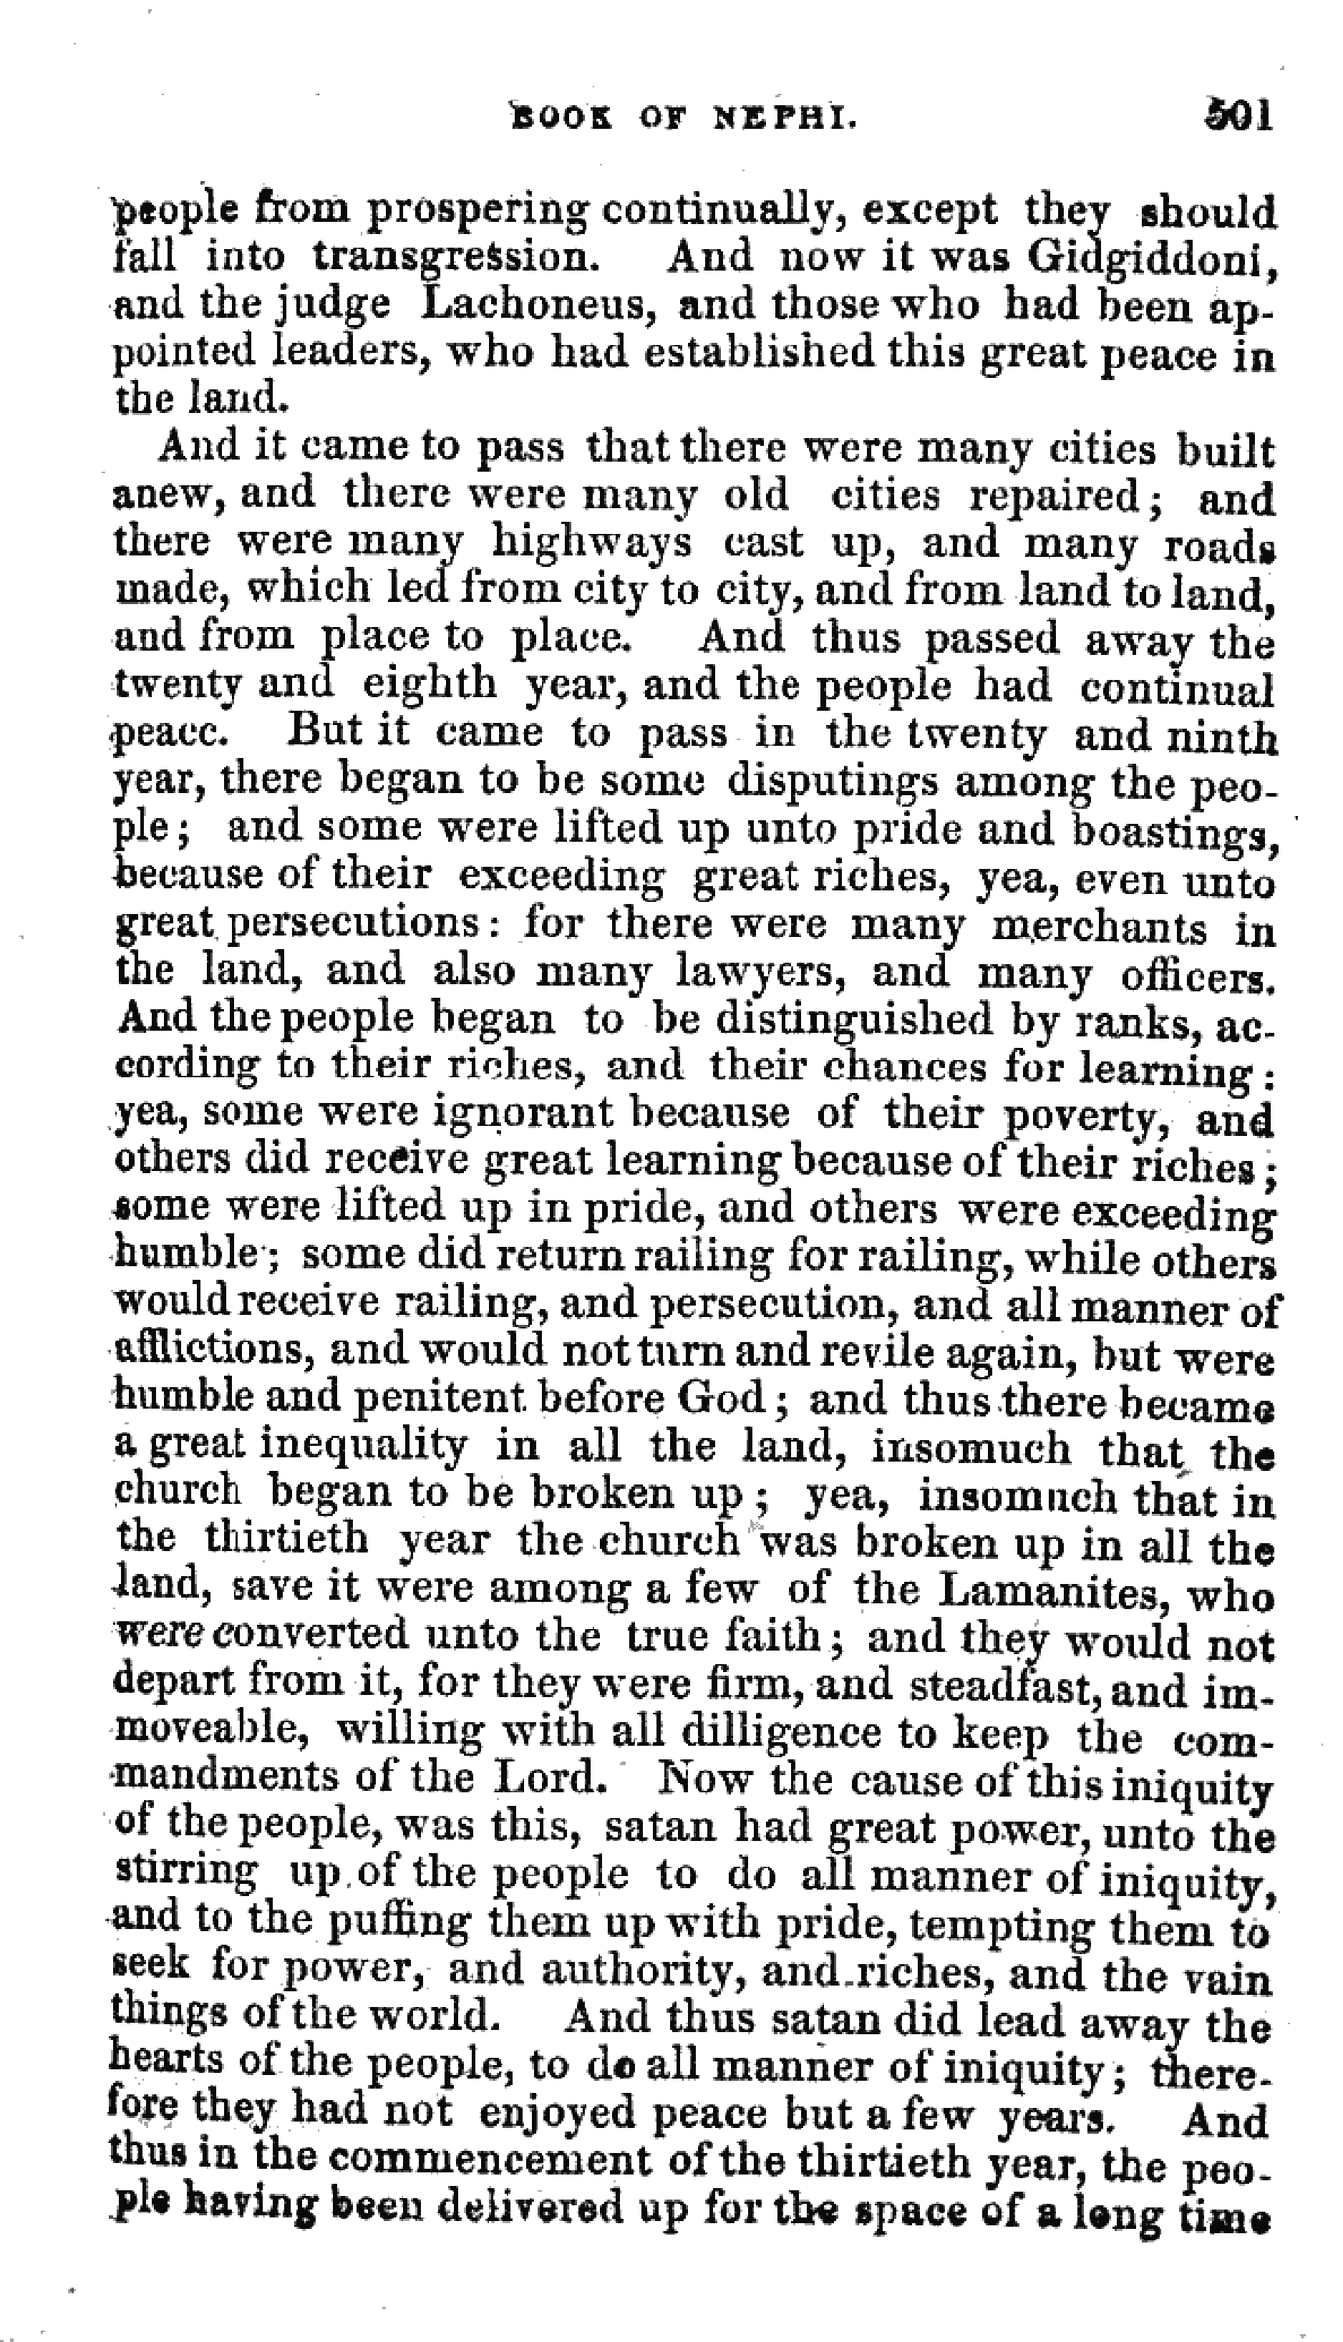 BOOK OF NEPHI. 501
people from prospering continually, except they should
fall into transgression. And now it was Gidgiddoni,
and the judge Lachoneus, and those who had been ap-
pointed leaders, who had established this great peace in
the land.
And it came to pass that there were many cities built
anew, and there were many old cities repaired; and
there were many highways cast up, and many roads
made, which led from city to city, and from land to land,
and from place to place. And thus passed away the
twenty and eighth year, and the people had continual
peace. But it came to pass in the twenty and ninth
year, there began to be some disputings among the peo-
ple; and some were lifted up unto pride and boastings,
because of their exceeding great riches, yea, even unto
great persecutions: for there were many merchants in
the land, and also many lawyers, and many officers.
And the people began to be distinguished by ranks, ac-
cording to their riches, and their chances for learning:
yea, some were ignorant because of their poverty, and
others did receive great learning because of their riches;
some were lifted up in pride, and others were exceeding
humble; some did return railing for railing, while others
would receive railing, and persecution, and all manner of
afflictions, and would not turn and revile again, but were
humble and penitent before God; and thus there became
a great inequality in all the land, insomuch that the
church began to be broken up; yea, insomuch that in
the thirtieth year the church was broken up in all the
land, save it were among a few of the Lamanites, who
were converted unto the true faith; and they would not
depart from it, for they were firm, and steadfast, and im-
moveable, willing with all dilligence to keep the com-
mandments of the Lord. Now the cause of this iniquity
of the people, was this, satan had great power, unto the
stirring up of the people to do all manner of iniquity,
and to the puffing them up with pride, tempting them to
seek for power, and authority, and riches, and the vain
things of the world. And thus satan did lead away the
hearts of the people, to do all manner of iniquity; there-
fore they had not enjoyed peace but a few years. And
thus in the commencement of the thirtieth year, the peo-
ple having been delivered up for the space of a long time